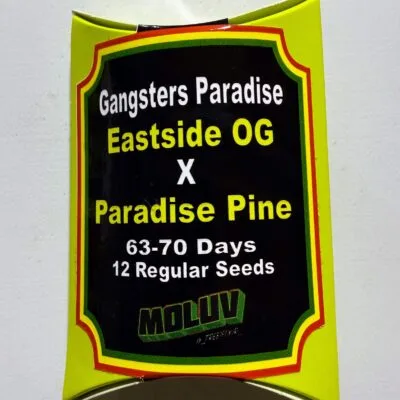 Gangsters Paradise
Eastside OG
X
Paradise Pine
63-70 Days
12 Regular Seeds
MOLUV